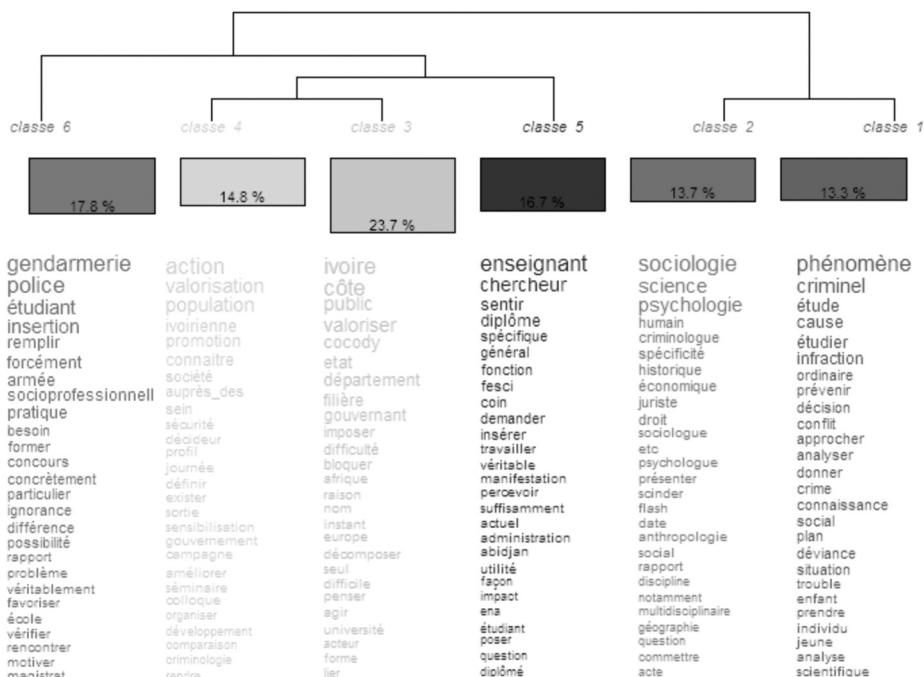 classe 6
classe 4
classe 3
classe 5
classe 2
classe 1
17.8 %
14.8 %
23.7 %
16.7 %
13.7 %
13.3 %
gendarmerie
police
étudiant
insertion
remplir
forcément
armée
socioprofessionnell
pratique
besoin
former
concours
concrètement
particulier
ignorance
différence
possibilité
rapport
problème
véritablement
favoriser
école
vérifier
rencontrer
motiver
magistrat
action
valorisation
population
ivoirienne
promotion
connaitre
société
auprès_des
sein
sécurité
décideur
profil
journée
définir
exister
sortie
sensibilisation
gouvernement
campagne
améliorer
séminaire
colloque
organiser
développement
comparaison
criminologie
rendre
ivoire
côte
public
valoriser
cocody
etat
département
filière
gouvernant
imposer
difficulté
bloquer
afrique
raison
nom
instant
europe
décomposer
seul
difficile
penser
agir
université
acteur
forme
lier
enseignant
chercheur
sentir
diplôme
spécifique
général
fonction
fesci
coin
demander
insérer
travailler
véritable
manifestation
percevoir
suffisamment
actuel
administration
abidjan
utilité
façon
impact
ena
étudiant
poser
question
diplômé
sociologie
science
psychologie
humain
criminologue
spécificité
historique
économique
juriste
droit
sociologue
etc
psychologue
présenter
scinder
flash
date
anthropologie
social
rapport
discipline
notamment
multidisciplinaire
géographie
question
commettre
acte
phénomène
criminel
étude
cause
étudier
infraction
ordinaire
prévenir
décision
conflit
approcher
analyser
donner
crime
connaissance
social
plan
déviance
situation
trouble
enfant
prendre
individu
jeune
analyse
scientifique